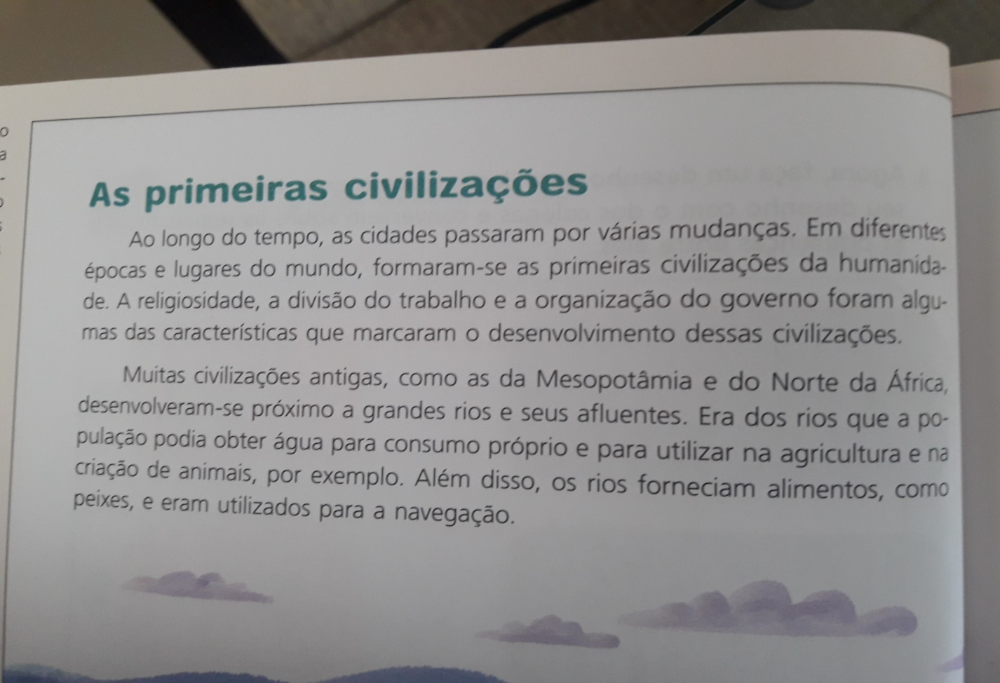 As primeiras civilizações
Ao longo do tempo, as cidades passaram por várias mudanças. Em diferentes
épocas e lugares do mundo, formaram-se as primeiras civilizações da humanida-
de. A religiosidade, a divisão do trabalho e a organização do governo foram algu-
mas das características que marcaram o desenvolvimento dessas civilizações.
Muitas civilizações antigas, como as da Mesopotâmia e do Norte da África,
desenvolveram-se próximo a grandes rios e seus afluentes. Era dos rios que a po-
pulação podia obter água para consumo próprio e para utilizar na agricultura e na
criação de animais, por exemplo. Além disso, os rios forneciam alimentos, como
peixes, e eram utilizados para a navegação.